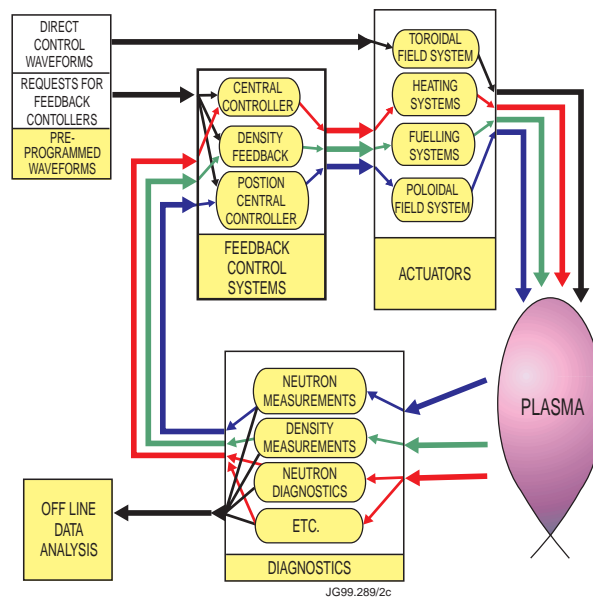 DIRECT
CONTROL
WAVEFORMS
REQUESTS FOR
FEEDBACK
CONTOLLERS
PRE-
PROGRAMMED
WAVEFORMS
CENTRAL
CONTROLLER
DENSITY
FEEDBACK
POSTION
CENTRAL
CONTROLLER
FEEDBACK
CONTROL
SYSTEMS
TOROIDAL
FIELD SYSTEM
HEATING
SYSTEMS
FUELLING
SYSTEMS
POLOIDAL
FIELD SYSTEM
ACTUATORS
PLASMA
NEUTRON
MEASUREMENTS
DENSITY
MEASUREMENTS
NEUTRON
DIAGNOSTICS
ETC.
DIAGNOSTICS
OFF LINE
DATA
ANALYSIS
JG99.289/2c